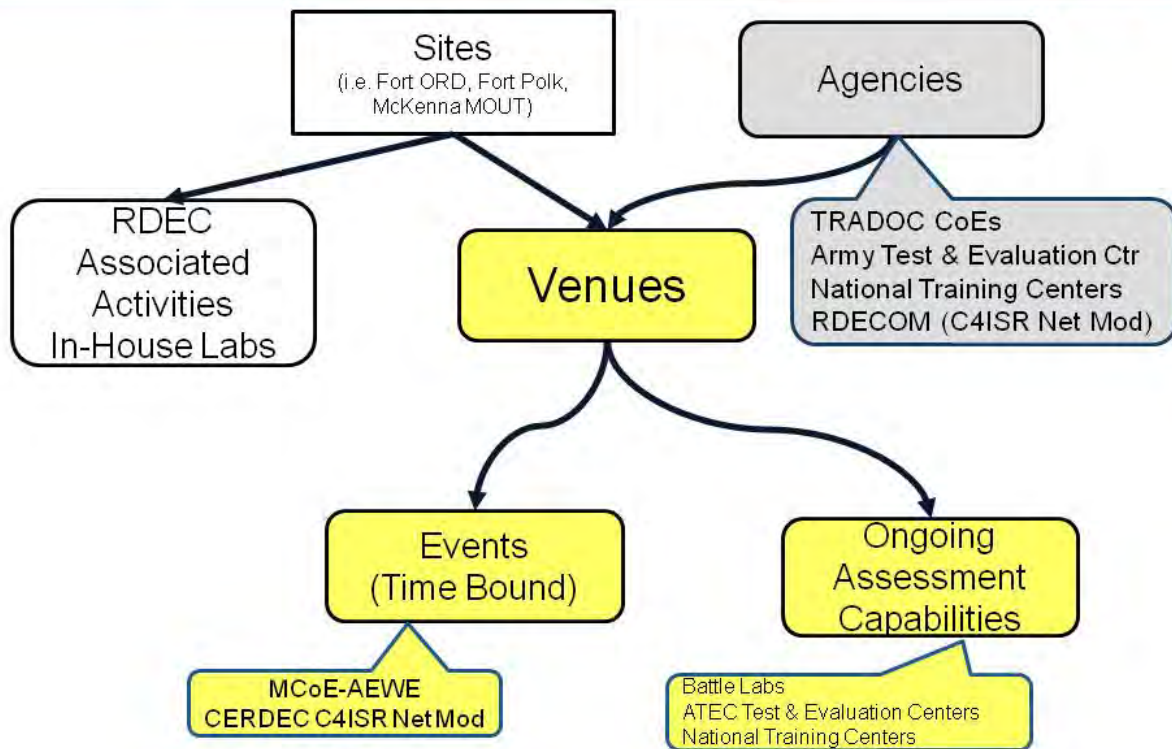 Sites
(i.e. Fort ORD, Fort Polk,
McKenna MOUT)
Agencies
RDEC
Associated
Activities
In-House Labs
Venues
TRADOC CoEs
Army Test & Evaluation Ctr
National Training Centers
RDECOM (C4ISR Net Mod)
Events
(Time Bound)
Ongoing
Assessment
Capabilities
MCoE-AEWE
CERDEC C4ISR Net Mod
Battle Labs
ATEC Test & Evaluation Centers
National Training Centers